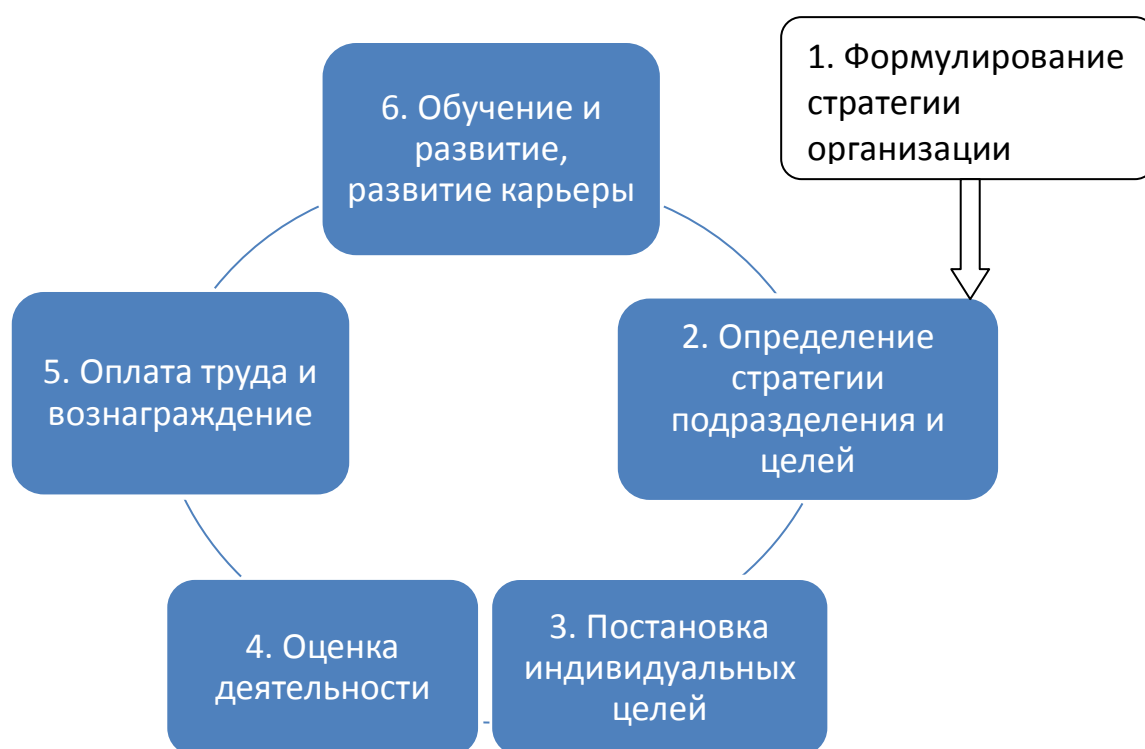 1. Формулирование
стратегии
организации
2. Определение
стратегии
подразделения и
целей
3. Постановка
индивидуальных
целей
4. Оценка
деятельности
5. Оплата труда и
вознаграждение
6. Обучение и
развитие,
развитие карьеры